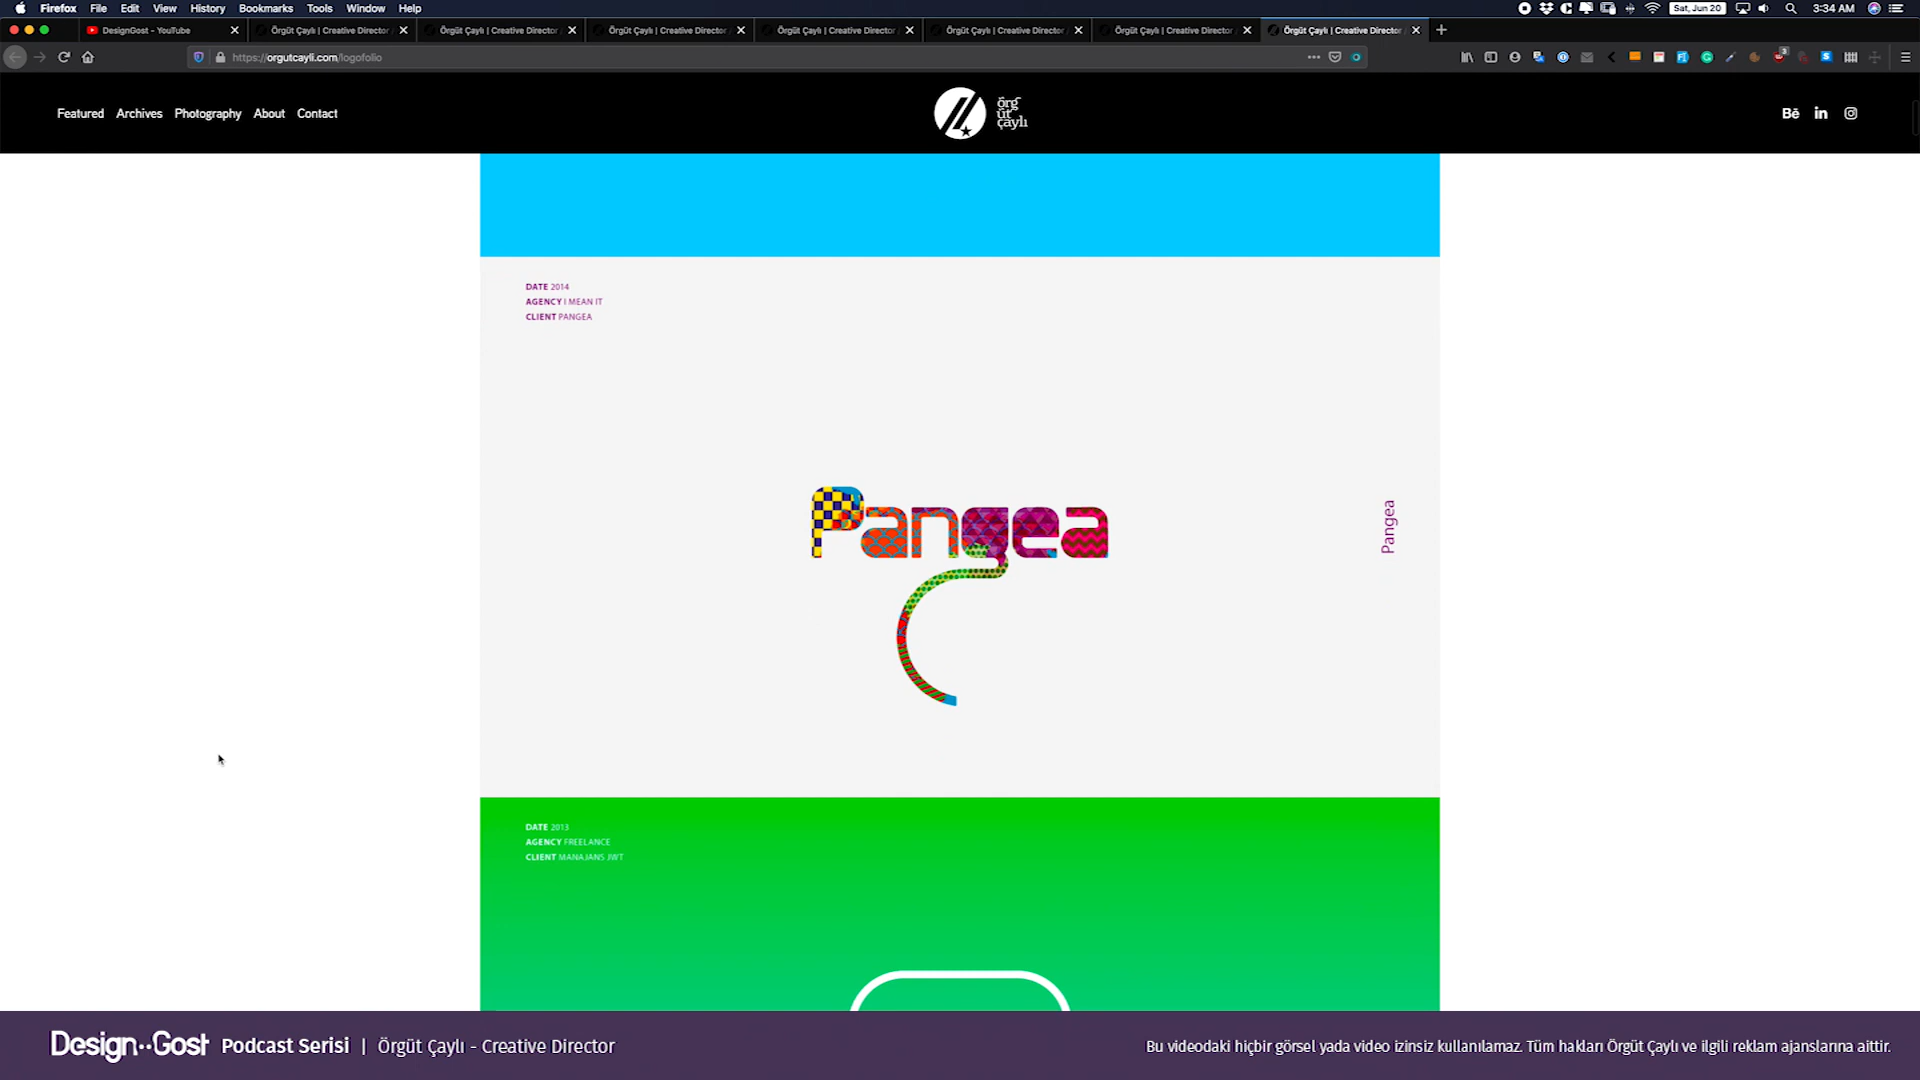 Firefox File Edit View History Bookmarks Tools Window Help
Sat, Jun 20 3:34 AM
DesignGost - YouTube
Örgüt Çaylı | Creative Director
Örgüt Çaylı | Creative Director
Örgüt Çaylı | Creative Director
Örgüt Çaylı | Creative Director
Örgüt Çaylı | Creative Director
Örgüt Çaylı | Creative Director
Örgüt Çaylı | Creative Director
https://orgutcayli.com/logofolio
3
Featured Archives Photography About Contact
örg
üt
çaylı
Bē in
DATE 2014
AGENCY I MEAN IT
CLIENT PANGEA
Pangea
Pangea
DATE 2013
AGENCY FREELANCE
CLIENT MANAJANS JWT
Design··Gost Podcast Serisi | Örgüt Çaylı - Creative Director
Bu videodaki hiçbir görsel yada video izinsiz kullanılamaz. Tüm hakları Örgüt Çaylı ve ilgili reklam ajanslarına aittir.